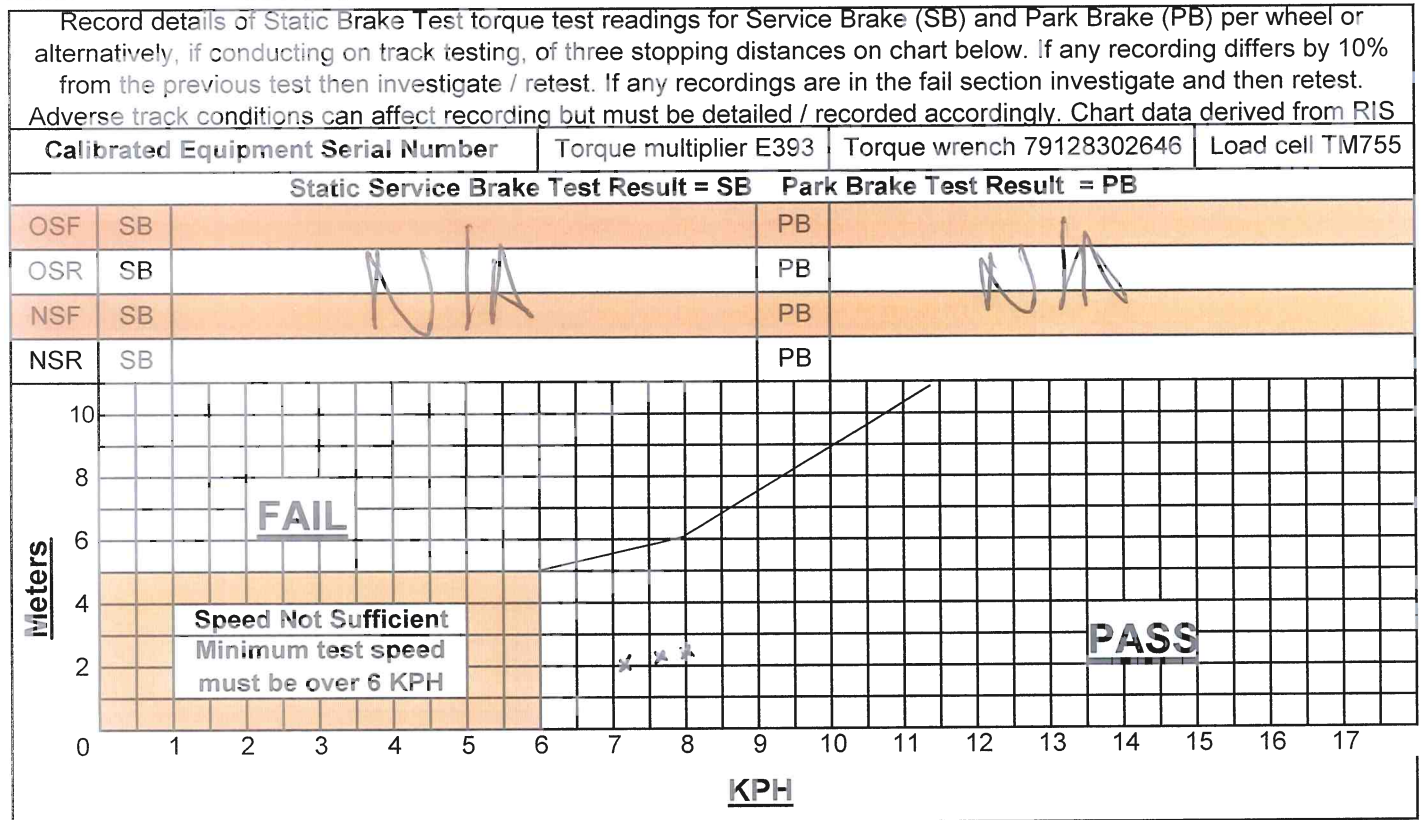 Record details of Static Brake Test torque test readings for Service Brake (SB) and Park Brake (PB) per wheel or
alternatively, if conducting on track testing, of three stopping distances on chart below. If any recording differs by 10%
from the previous test then investigate / retest. If any recordings are in the fail section investigate and then retest.
Adverse track conditions can affect recording but must be detailed / recorded accordingly. Chart data derived from RIS
Calibrated Equipment Serial Number Torque multiplier E393 Torque wrench 79128302646 Load cell TM755
Static Service Brake Test Result = SB Park Brake Test Result = PB
OSF SB PB
OSR SB N/A PB N/A
NSF SB PB
NSR SB PB
10
8
FAIL
6
Meters
4
Speed Not Sufficient
Minimum test speed
must be over 6 KPH
PASS
2
0 1 2 3 4 5 6 7 8 9 10 11 12 13 14 15 16 17
KPH